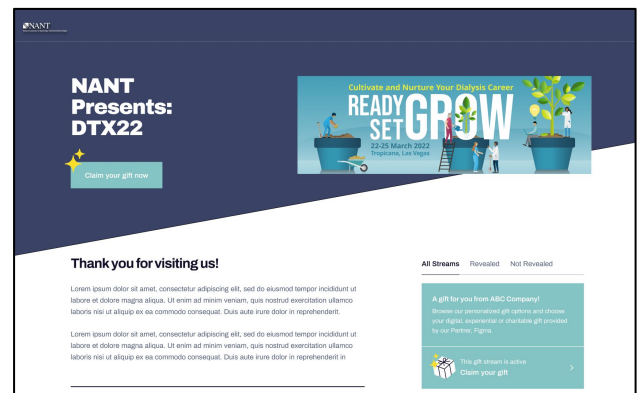 NANT
NANT
Presents:
DTX22
Claim your gift now
Cultivate and Nurture Your Dialysis Career
READY
SET
GROW
22-25 March 2022
Tropicana, Las Vegas
Thank you for visiting us!
Lorem ipsum dolor sit amet, consectetur adipiscing elit, sed do eiusmod tempor incididunt ut
labore et dolore magna aliqua. Ut enim ad minim veniam, quis nostrud exercitation ullamco
laboris nisi ut aliquip ex ea commodo consequat. Duis aute irure dolor in reprehenderit.
Lorem ipsum dolor sit amet, consectetur adipiscing elit, sed do eiusmod tempor incididunt ut
labore et dolore magna aliqua. Ut enim ad minim veniam, quis nostrud exercitation ullamco
laboris nisi ut aliquip ex ea commodo consequat. Duis aute irure dolor in reprehenderit in
All Streams Revealed Not Revealed
A gift for you from ABC Company!
Browse our personalized gift options and choose
your digital, experiential or charitable gift provided
by our Partner, Figma.
This gift stream is active
Claim your gift